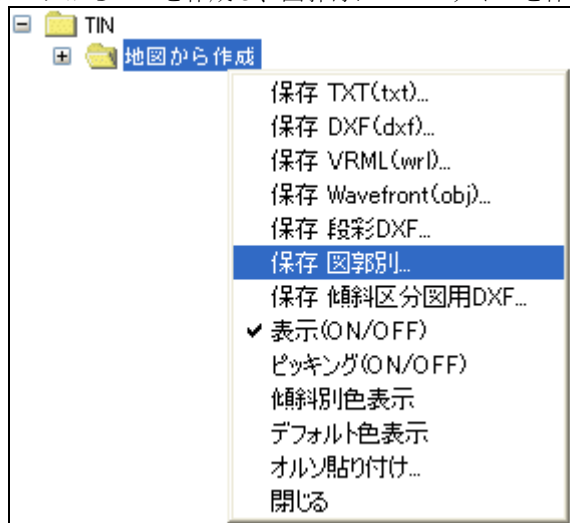 TIN
地図から作成
保存 TXT(txt)...
保存 DXF(dxf)...
保存 VRML(wrl)...
保存 Wavefront(obj)...
保存 段彩DXF...
保存 図郭別...
保存 傾斜区分図用DXF...
表示(ON/OFF)
ピッキング(ON/OFF)
傾斜別色表示
デフォルト色表示
オルソ貼り付け...
閉じる